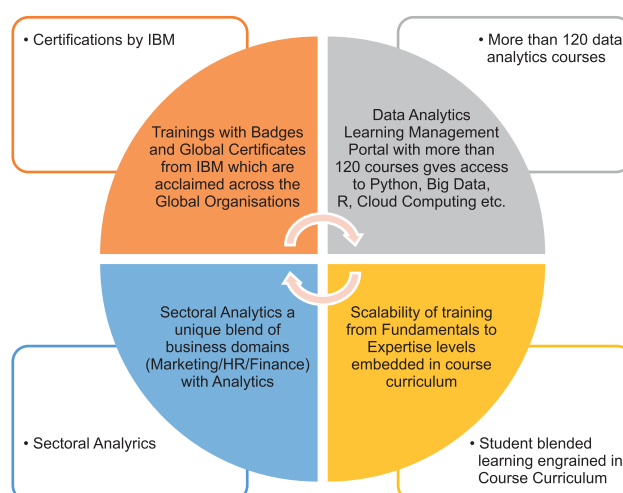 • Certifications by IBM
• More than 120 data
analytics courses
Trainings with Badges
and Global Certificates
from IBM which are
acclaimed across the
Global Organisations
Data Analytics
Learning Management
Portal with more than
120 courses gves access
to Python, Big Data,
R, Cloud Computing etc.
Sectoral Analytics a
unique blend of
business domains
(Marketing/HR/Finance)
with Analytics
Scalability of training
from Fundamentals to
Expertise levels
embedded in course
curriculum
• Sectoral Analyrics
• Student blended
learning engrained in
Course Curriculum